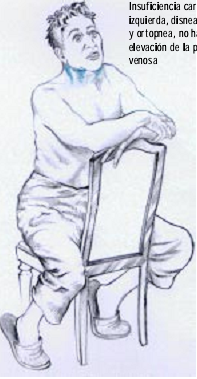 Insuficiencia car
izquierda, disnea
y ortopnea, no ha
elevación de la p
venosa